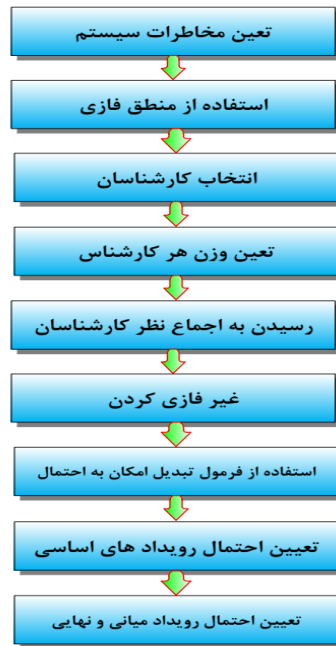 تعین مخاطرات سیستم
استفاده از منطق فازی
انتخاب کارشناسان
تعین وزن هر کارشناس
رسیدن به اجماع نظر کارشناسان
غیر فازی کردن
استفاده از فرمول تبدیل امکان به احتمال
تعیین احتمال رویداد های اساسی
تعیین احتمال رویداد میانی و نهایی